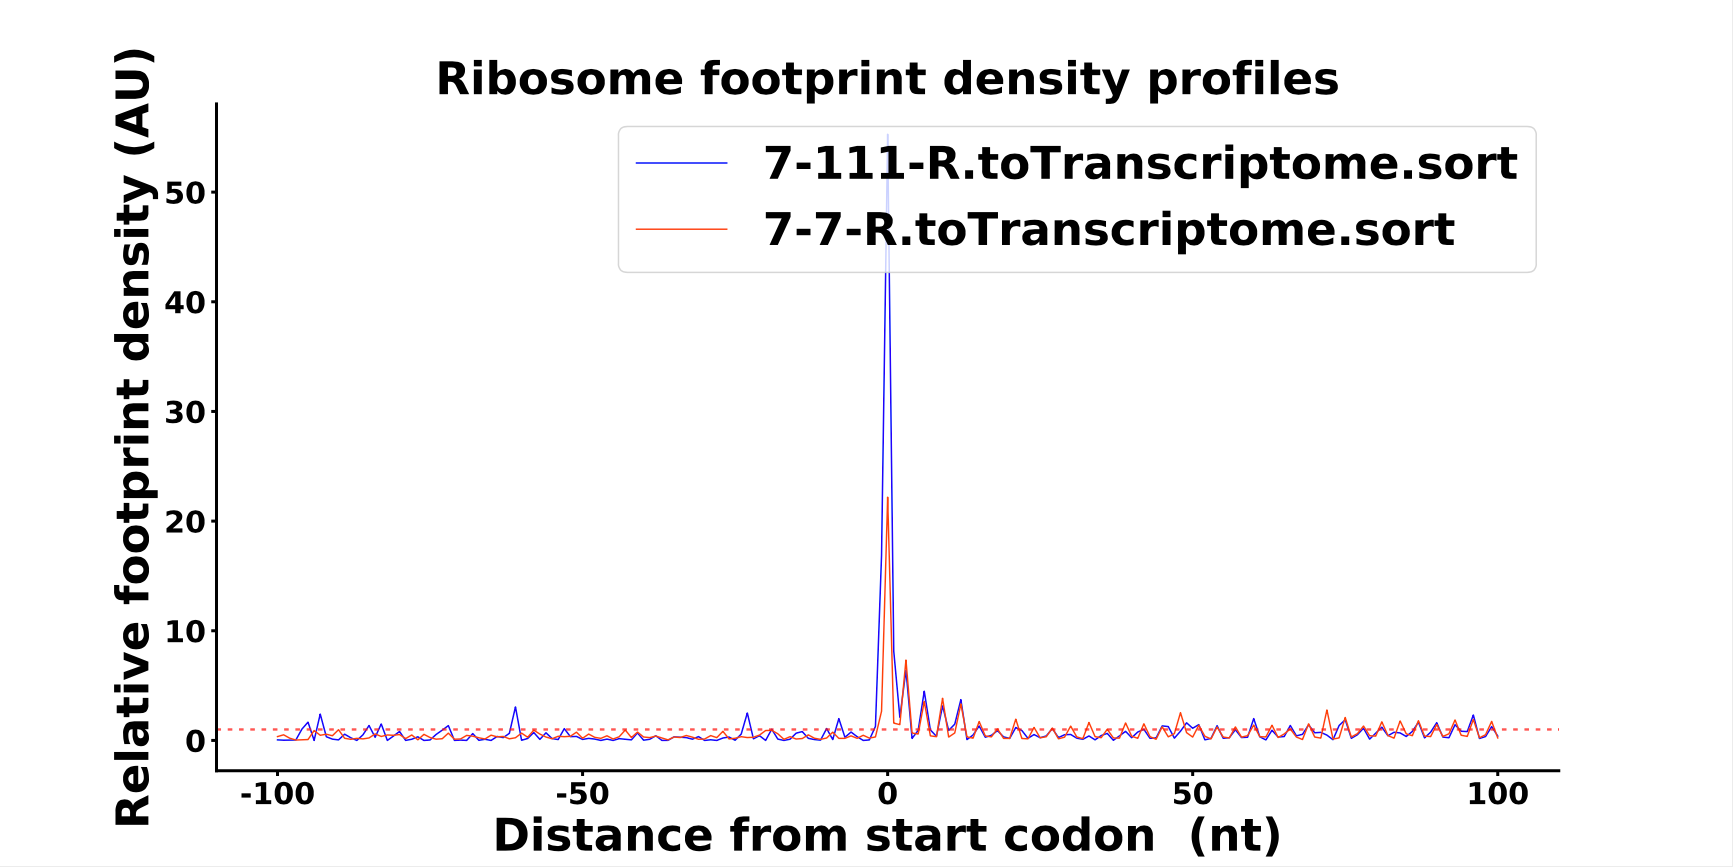 Ribosome footprint density profiles
7-111-R.toTranscriptome.sort
7-7-R.toTranscriptome.sort
Relative footprint density (AU)
50
40
30
20
10
0
-100
-50
0
50
100
Distance from start codon  (nt)